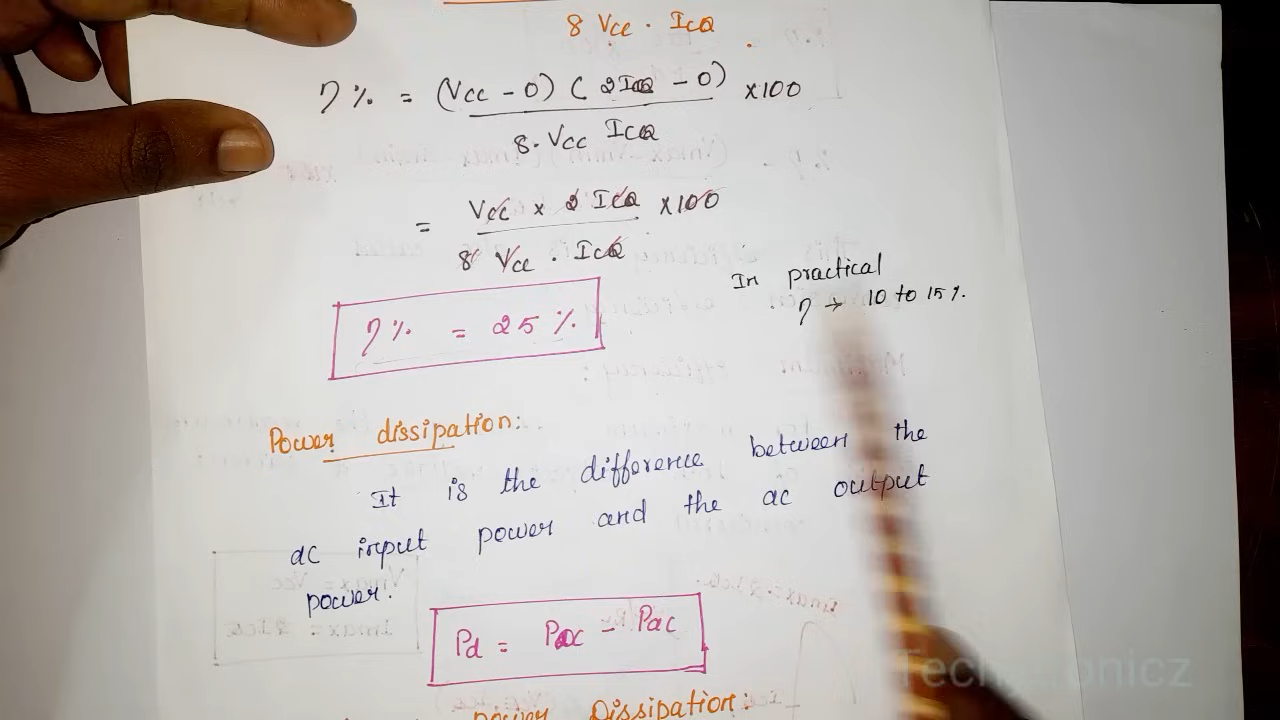 8 Vcc . ICQ
η % = (Vcc - 0) ( 2ICQ - 0) x100
8. Vcc ICQ
= Vcc x 2 ICQ x100
8 Vcc . ICQ
In practical
η → 10 to 15%.
η% = 25 %
Power dissipation:
It is the difference between the
dc input power and the ac output
power.
Pd = Pdc - Pac
power Dissipation: